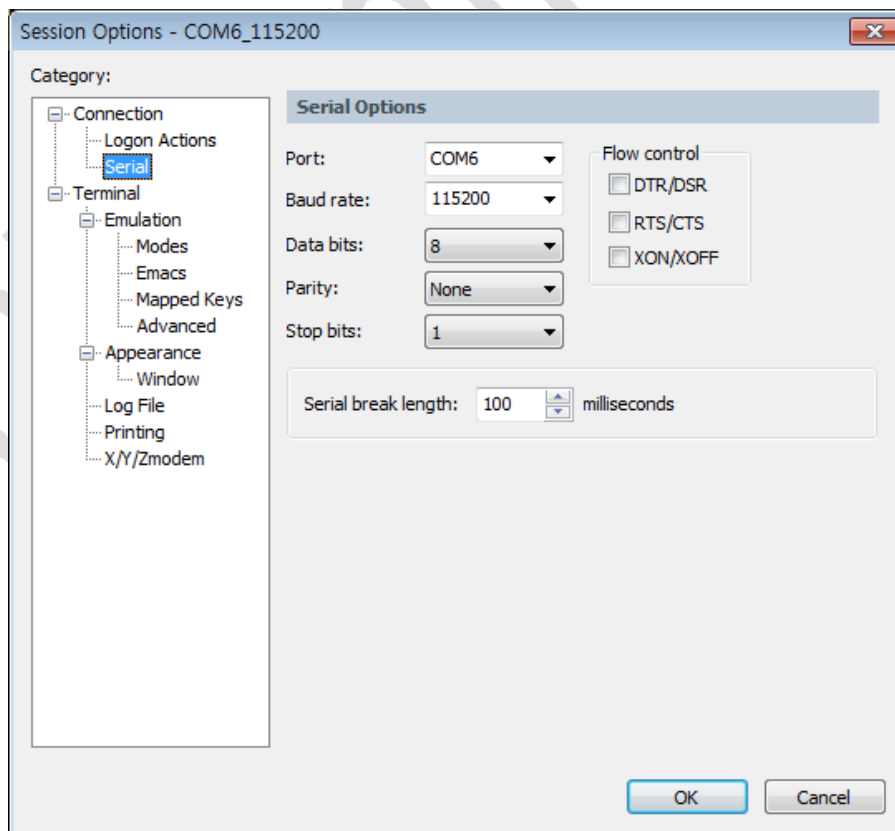 Session Options - COM6_115200
Category:
Connection
Logon Actions
Serial
Terminal
Emulation
Modes
Emacs
Mapped Keys
Advanced
Appearance
Window
Log File
Printing
X/Y/Zmodem
Serial Options
Port: COM6
Baud rate: 115200
Data bits: 8
Parity: None
Stop bits: 1
Flow control
DTR/DSR
RTS/CTS
XON/XOFF
Serial break length: 100 milliseconds
OK Cancel